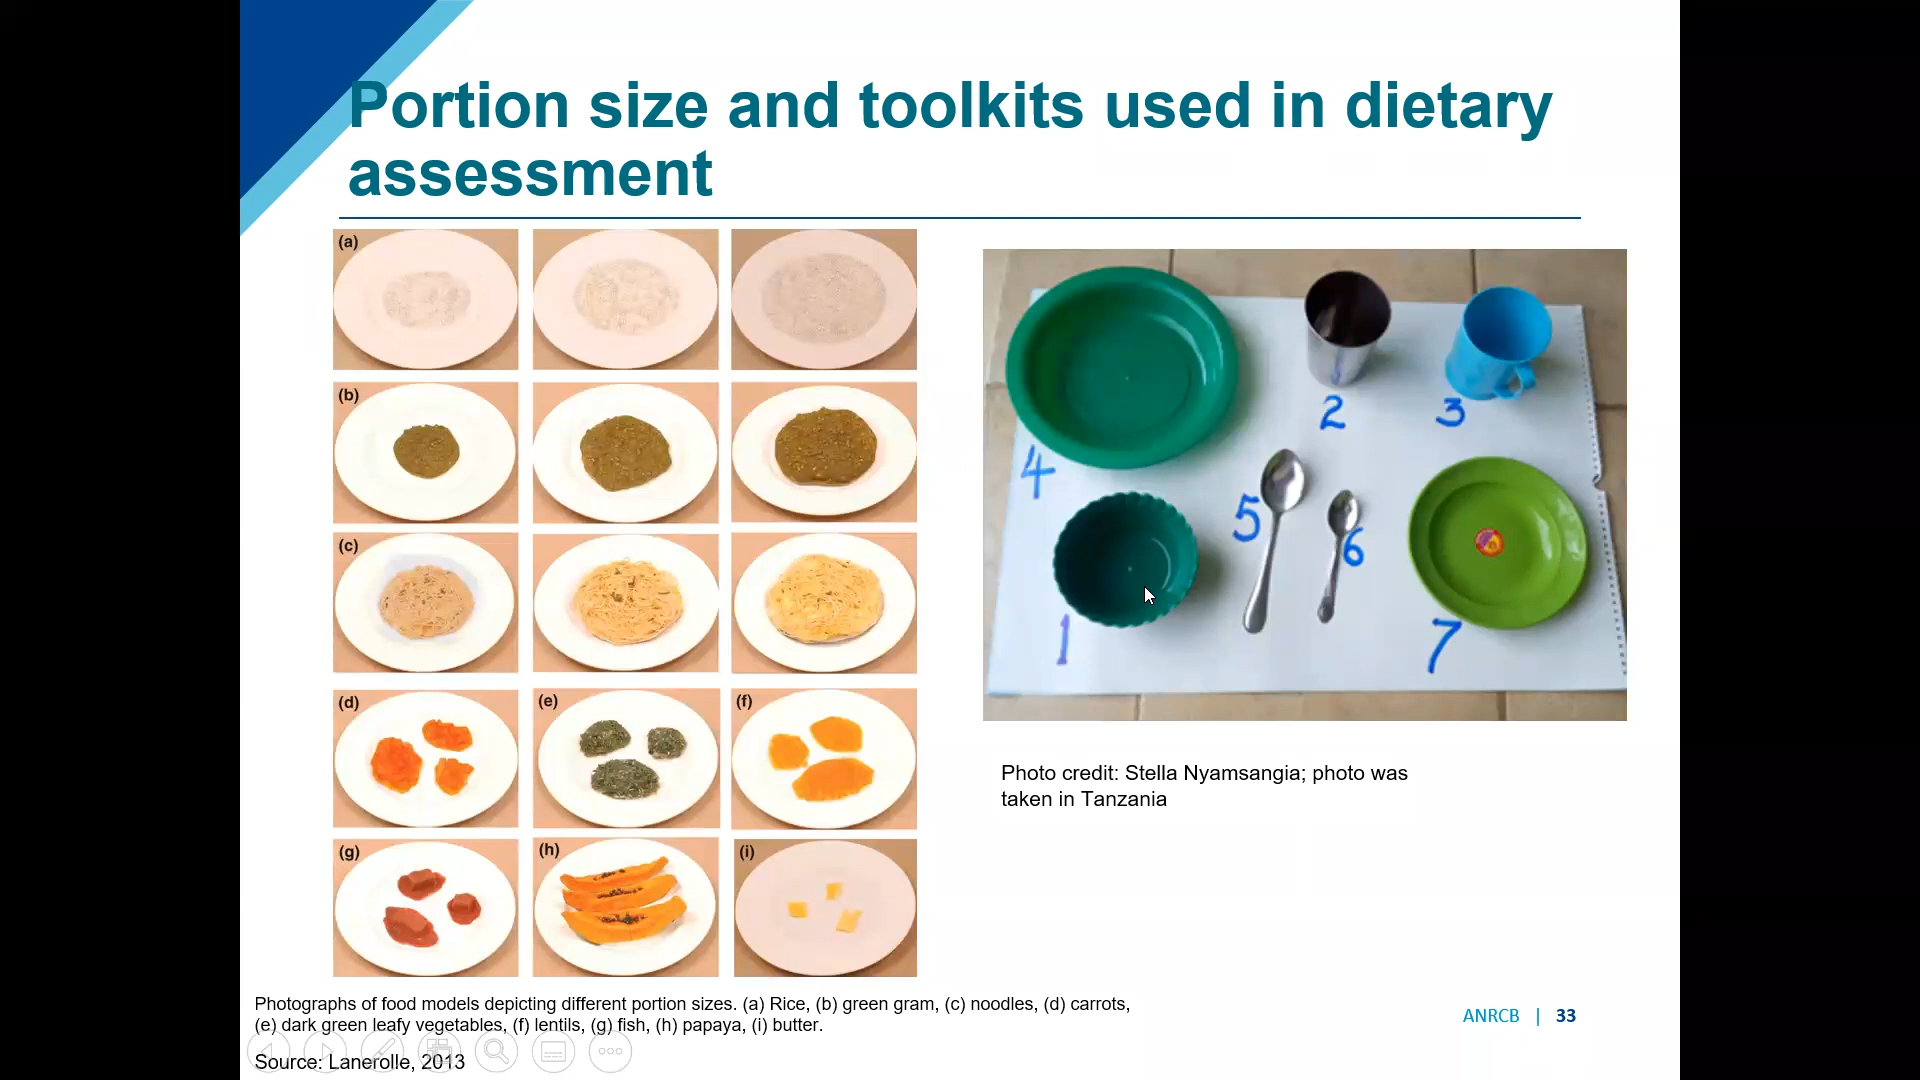 Portion size and toolkits used in dietary
assessment
(a)
(b)
(c)
(d)
(e)
(f)
(g)
(h)
(i)
2
3
4
5
6
1
7
Photo credit: Stella Nyamsangia; photo was
taken in Tanzania
Photographs of food models depicting different portion sizes. (a) Rice, (b) green gram, (c) noodles, (d) carrots,
(e) dark green leafy vegetables, (f) lentils, (g) fish, (h) papaya, (i) butter.
Source: Lanerolle, 2013
ANRCB | 33